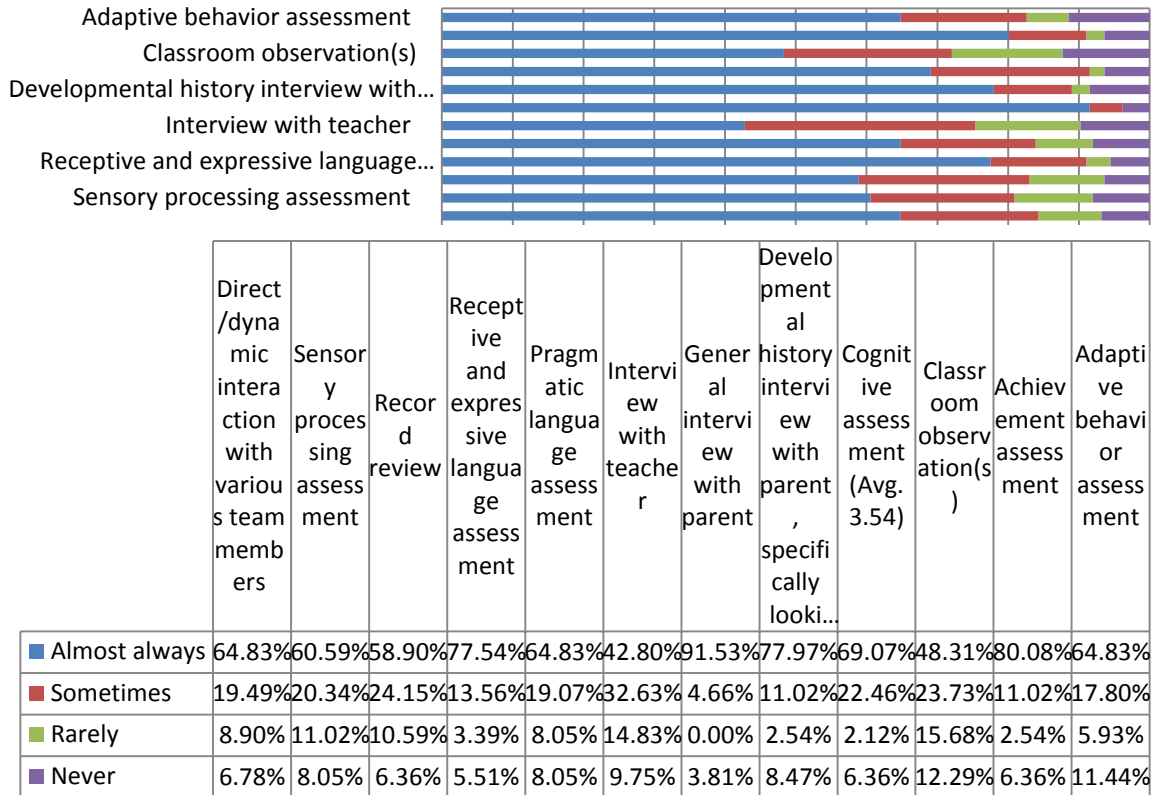 Adaptive behavior assessment
Classroom observation(s)
Developmental history interview with...
Interview with teacher
Receptive and expressive language...
Sensory processing assessment
Direct
/dyna
mic
intera
ction
with
variou
s team
memb
ers
Sensor
y
proces
sing
assess
ment
Recor
d
review
Recept
ive
and
expres
sive
langua
ge
assess
ment
Pragm
atic
langua
ge
assess
ment
Intervi
ew
with
teache
r
Gener
al
intervi
ew
with
parent
Develo
pment
al
history
intervi
ew
with
parent
,
specifi
cally
looki...
Cognit
ive
assess
ment
(Avg.
3.54)
Classr
oom
observ
ation(s
)
Achiev
ement
assess
ment
Adapti
ve
behavi
or
assess
ment
Almost always 64.83% 60.59% 58.90% 77.54% 64.83% 42.80% 91.53% 77.97% 69.07% 48.31% 80.08% 64.83%
Sometimes 19.49% 20.34% 24.15% 13.56% 19.07% 32.63% 4.66% 11.02% 22.46% 23.73% 11.02% 17.80%
Rarely 8.90% 11.02% 10.59% 3.39% 8.05% 14.83% 0.00% 2.54% 2.12% 15.68% 2.54% 5.93%
Never 6.78% 8.05% 6.36% 5.51% 8.05% 9.75% 3.81% 8.47% 6.36% 12.29% 6.36% 11.44%